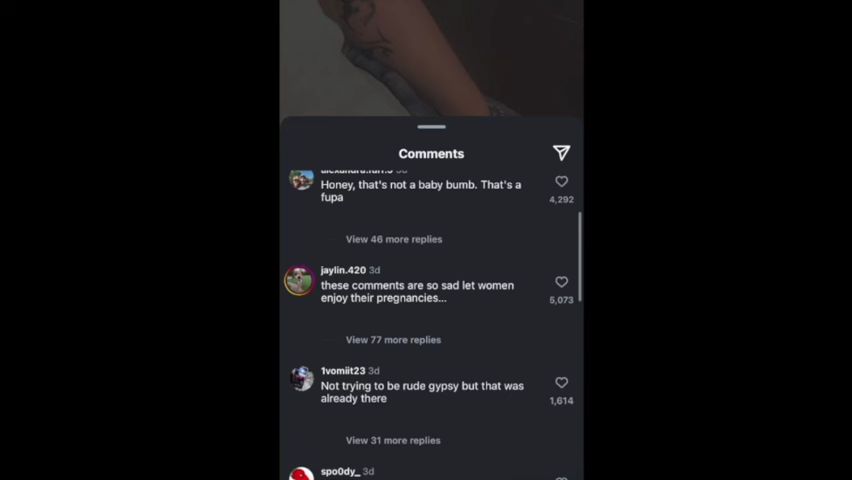 Comments
Honey, that's not a baby bumb. That's a
fupa
4,292
View 46 more replies
jaylin.420 3d
these comments are so sad let women
enjoy their pregnancies...
5,073
View 77 more replies
1vomiit23 3d
Not trying to be rude gypsy but that was
already there
1,614
View 31 more replies
spo0dy_ 3d